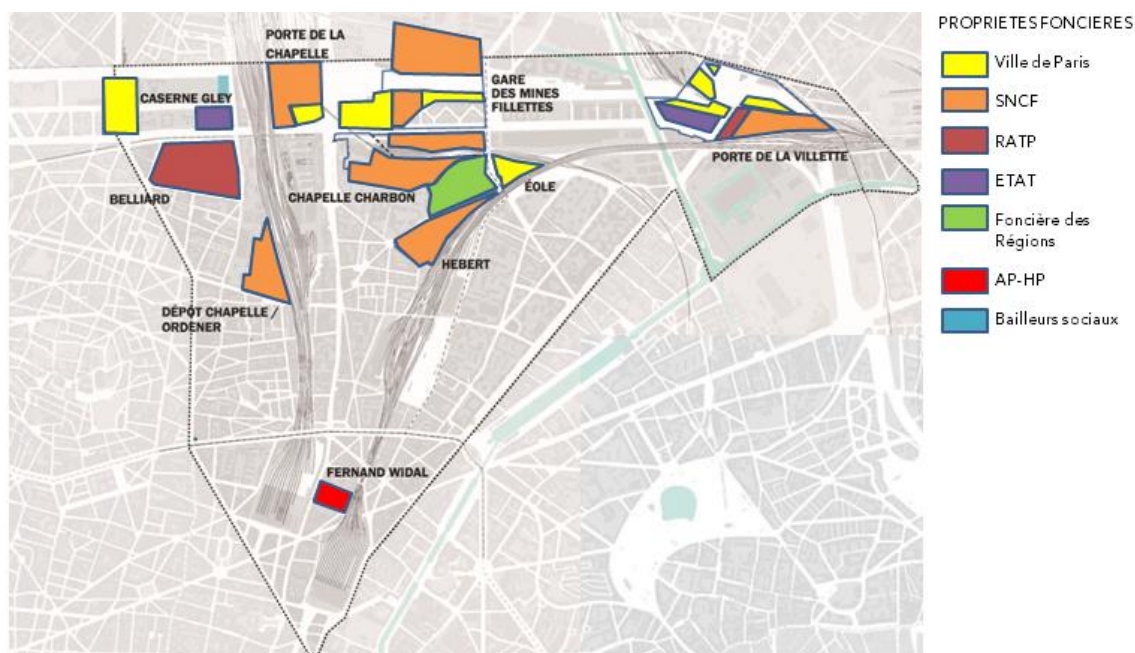 PORTE DE LA
CHAPELLE
CASERNE GLEY
GARE
DES MINES
FILLETTES
BELLIARD
CHAPELLE CHARBON
ÉOLE
PORTE DE LA VILLETTE
HEBERT
DÉPÔT CHAPELLE /
ORDENER
FERNAND WIDAL
PROPRIETES FONCIERES
Ville de Paris
SNCF
RATP
ETAT
Foncière des
Régions
AP-HP
Bailleurs sociaux